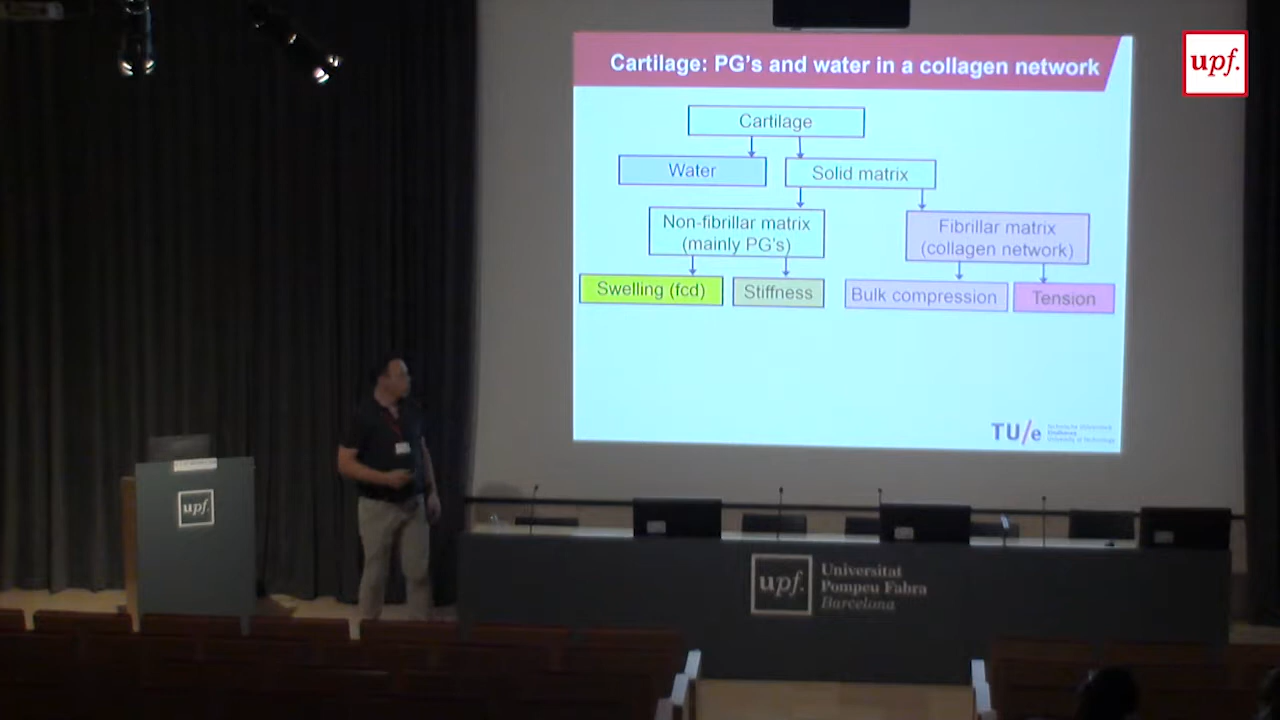 Cartilage: PG's and water in a collagen network
Cartilage
Water
Solid matrix
Non-fibrillar matrix
(mainly PG's)
Fibrillar matrix
(collagen network)
Swelling (fcd)
Stiffness
Bulk compression
Tension
TU/e
upf.
upf.
upf.
Universitat
Pompeu Fabra
Barcelona